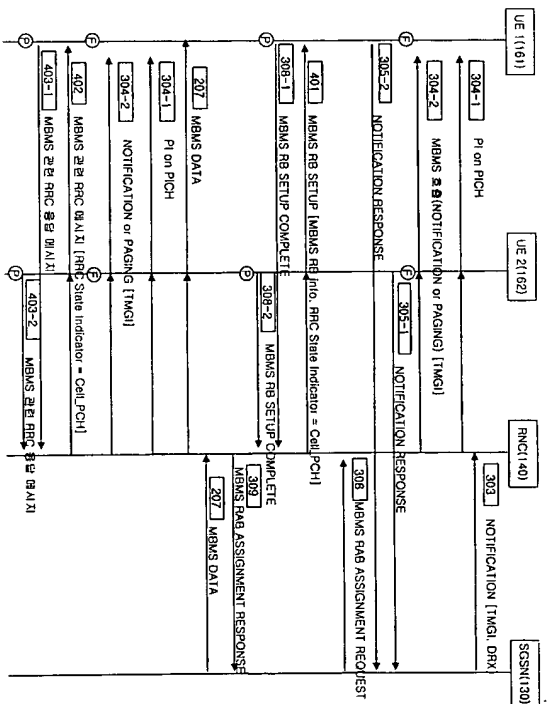 UE 1(161)
UE 2(162)
RNC(140)
SGSN(130)
303 NOTIFICATION [TMGI, DRX]
304-1 PI on PICH
304-2 MBMS 호출(NOTIFICATION or PAGING) [TMGI]
F
F
305-1 NOTIFICATION RESPONSE
305-2 NOTIFICATION RESPONSE
306 MBMS RAB ASSIGNMENT REQUEST
401 MBMS RB SETUP [MBMS RB info, RRC State Indicator = Cell_PCH]
P
308-1 MBMS RB SETUP COMPLETE
P
308-2 MBMS RB SETUP COMPLETE
309 MBMS RAB ASSIGNMENT RESPONSE
207 MBMS DATA
207 MBMS DATA
304-1 PI on PICH
304-2 NOTIFICATION or PAGING [TMGI]
F
F
402 MBMS 관련 RRC 메시지 [RRC State Indicator = Cell_PCH]
P
403-1 MBMS 관련 RRC 응답 메시지
P
403-2 MBMS 관련 RRC 응답 메시지